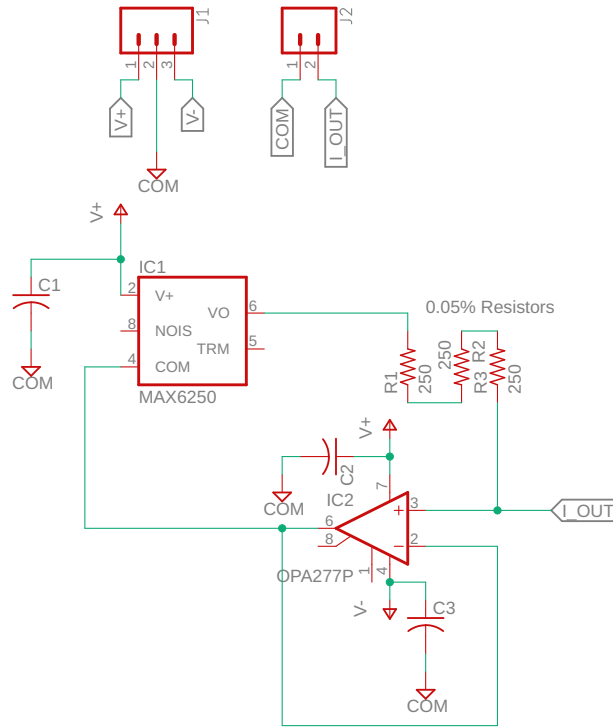 J1
J2
1
2
3
1
2
V+
V-
COM
I_OUT
COM
V+
IC1
C1
2
V+
VO
6
0.05% Resistors
8
NOIS
TRM
5
4
COM
COM
MAX6250
R1
250
250
R3
R2
250
V+
C2
7
COM
IC2
3
+
I_OUT
6
8
2
-
OPA277P
1
4
V-
C3
COM